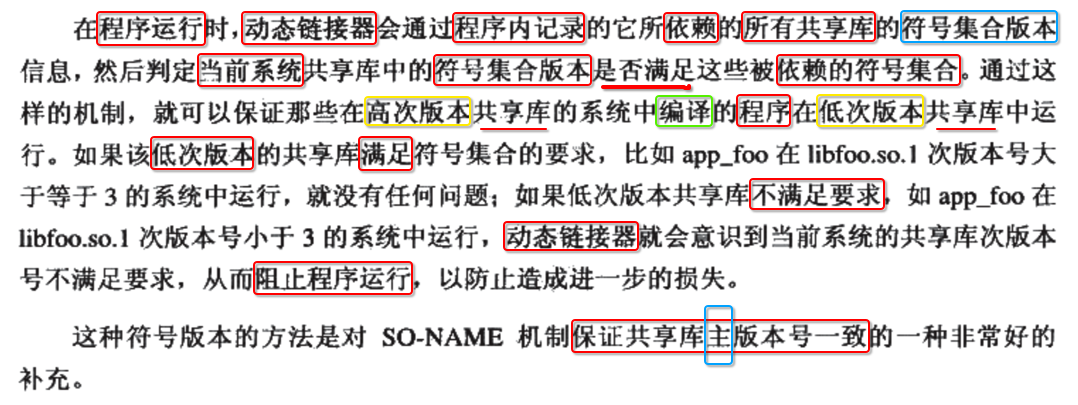 在程序运行时，动态链接器会通过程序内记录的它所依赖的所有共享库的符号集合版本
信息，然后判定当前系统共享库中的符号集合版本是否满足这些被依赖的符号集合。通过这
样的机制，就可以保证那些在高次版本共享库的系统中编译的程序在低次版本共享库中运
行。如果该低次版本的共享库满足符号集合的要求，比如 app_foo 在 libfoo.so.1 次版本号大
于等于 3 的系统中运行，就没有任何问题；如果低次版本共享库不满足要求，如 app_foo 在
libfoo.so.1 次版本号小于 3 的系统中运行，动态链接器就会意识到当前系统的共享库次版本
号不满足要求，从而阻止程序运行，以防止造成进一步的损失。
这种符号版本的方法是对 SO-NAME 机制保证共享库主版本号一致的一种非常好的
补充。